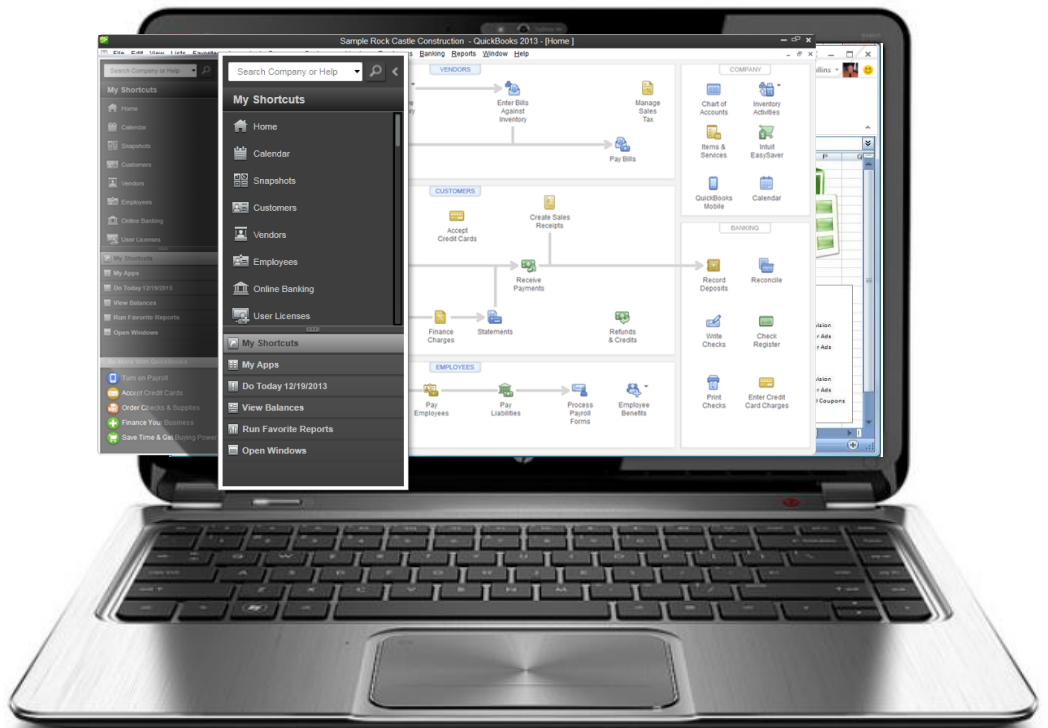 Sample Rock Castle Construction - QuickBooks 2013 - [Home ]
File Edit View Lists Favorites
Banking Reports Window Help
Search Company or Help
My Shortcuts
Home
Calendar
Snapshots
Customers
Vendors
Employees
Online Banking
User Licenses
My Shortcuts
My Apps
Do Today 12/19/2013
View Balances
Run Favorite Reports
Open Windows
Turn on Payroll
Accept Credit Cards
Order Checks & Supplies
Finance Your Business
Save Time & Get Buying Power
Search Company or Help
My Shortcuts
Home
Calendar
Snapshots
Customers
Vendors
Employees
Online Banking
User Licenses
My Shortcuts
My Apps
Do Today 12/19/2013
View Balances
Run Favorite Reports
Open Windows
VENDORS
Enter Bills
Against
Inventory
Manage
Sales
Tax
Pay Bills
CUSTOMERS
Create Sales
Receipts
Accept
Credit Cards
Receive
Payments
Finance
Charges
Statements
Refunds
& Credits
EMPLOYEES
Pay
Employees
Pay
Liabilities
Process
Payroll
Forms
Employee
Benefits
COMPANY
Chart of
Accounts
Inventory
Activities
Items &
Services
Intuit
EasySaver
QuickBooks
Mobile
Calendar
BANKING
Record
Deposits
Reconcile
Write
Checks
Check
Register
Print
Checks
Enter Credit
Card Charges
P
Ads
Ads
Coupons